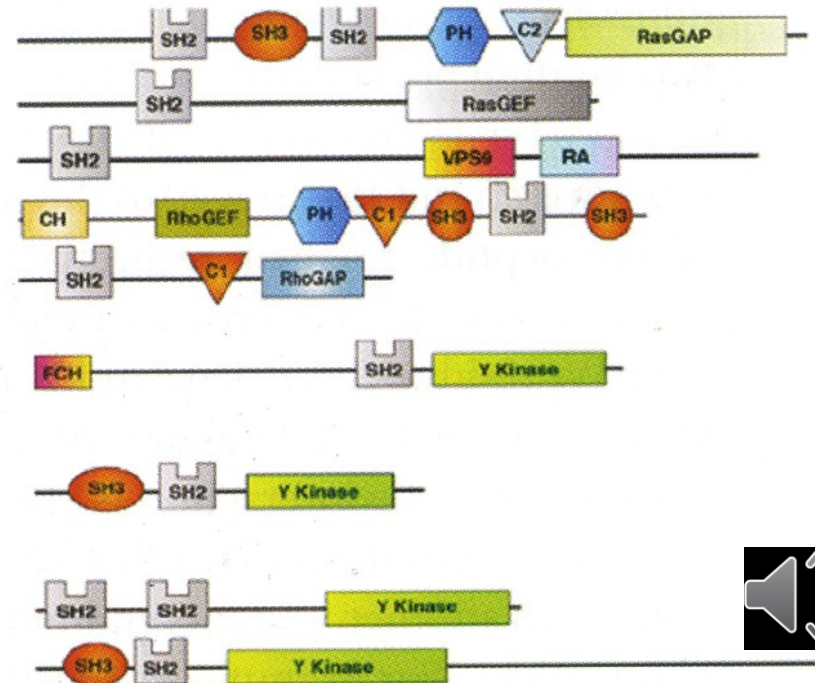 SH2 SH3 SH2 PH C2 RasGAP
SH2 RasGEF
SH2 VPS9 RA
CH RhoGEF PH C1 SH3 SH2 SH3
SH2 C1 RhoGAP
FCH SH2 Y Kinase
SH3 SH2 Y Kinase
SH2 SH2 Y Kinase
SH3 SH2 Y Kinase